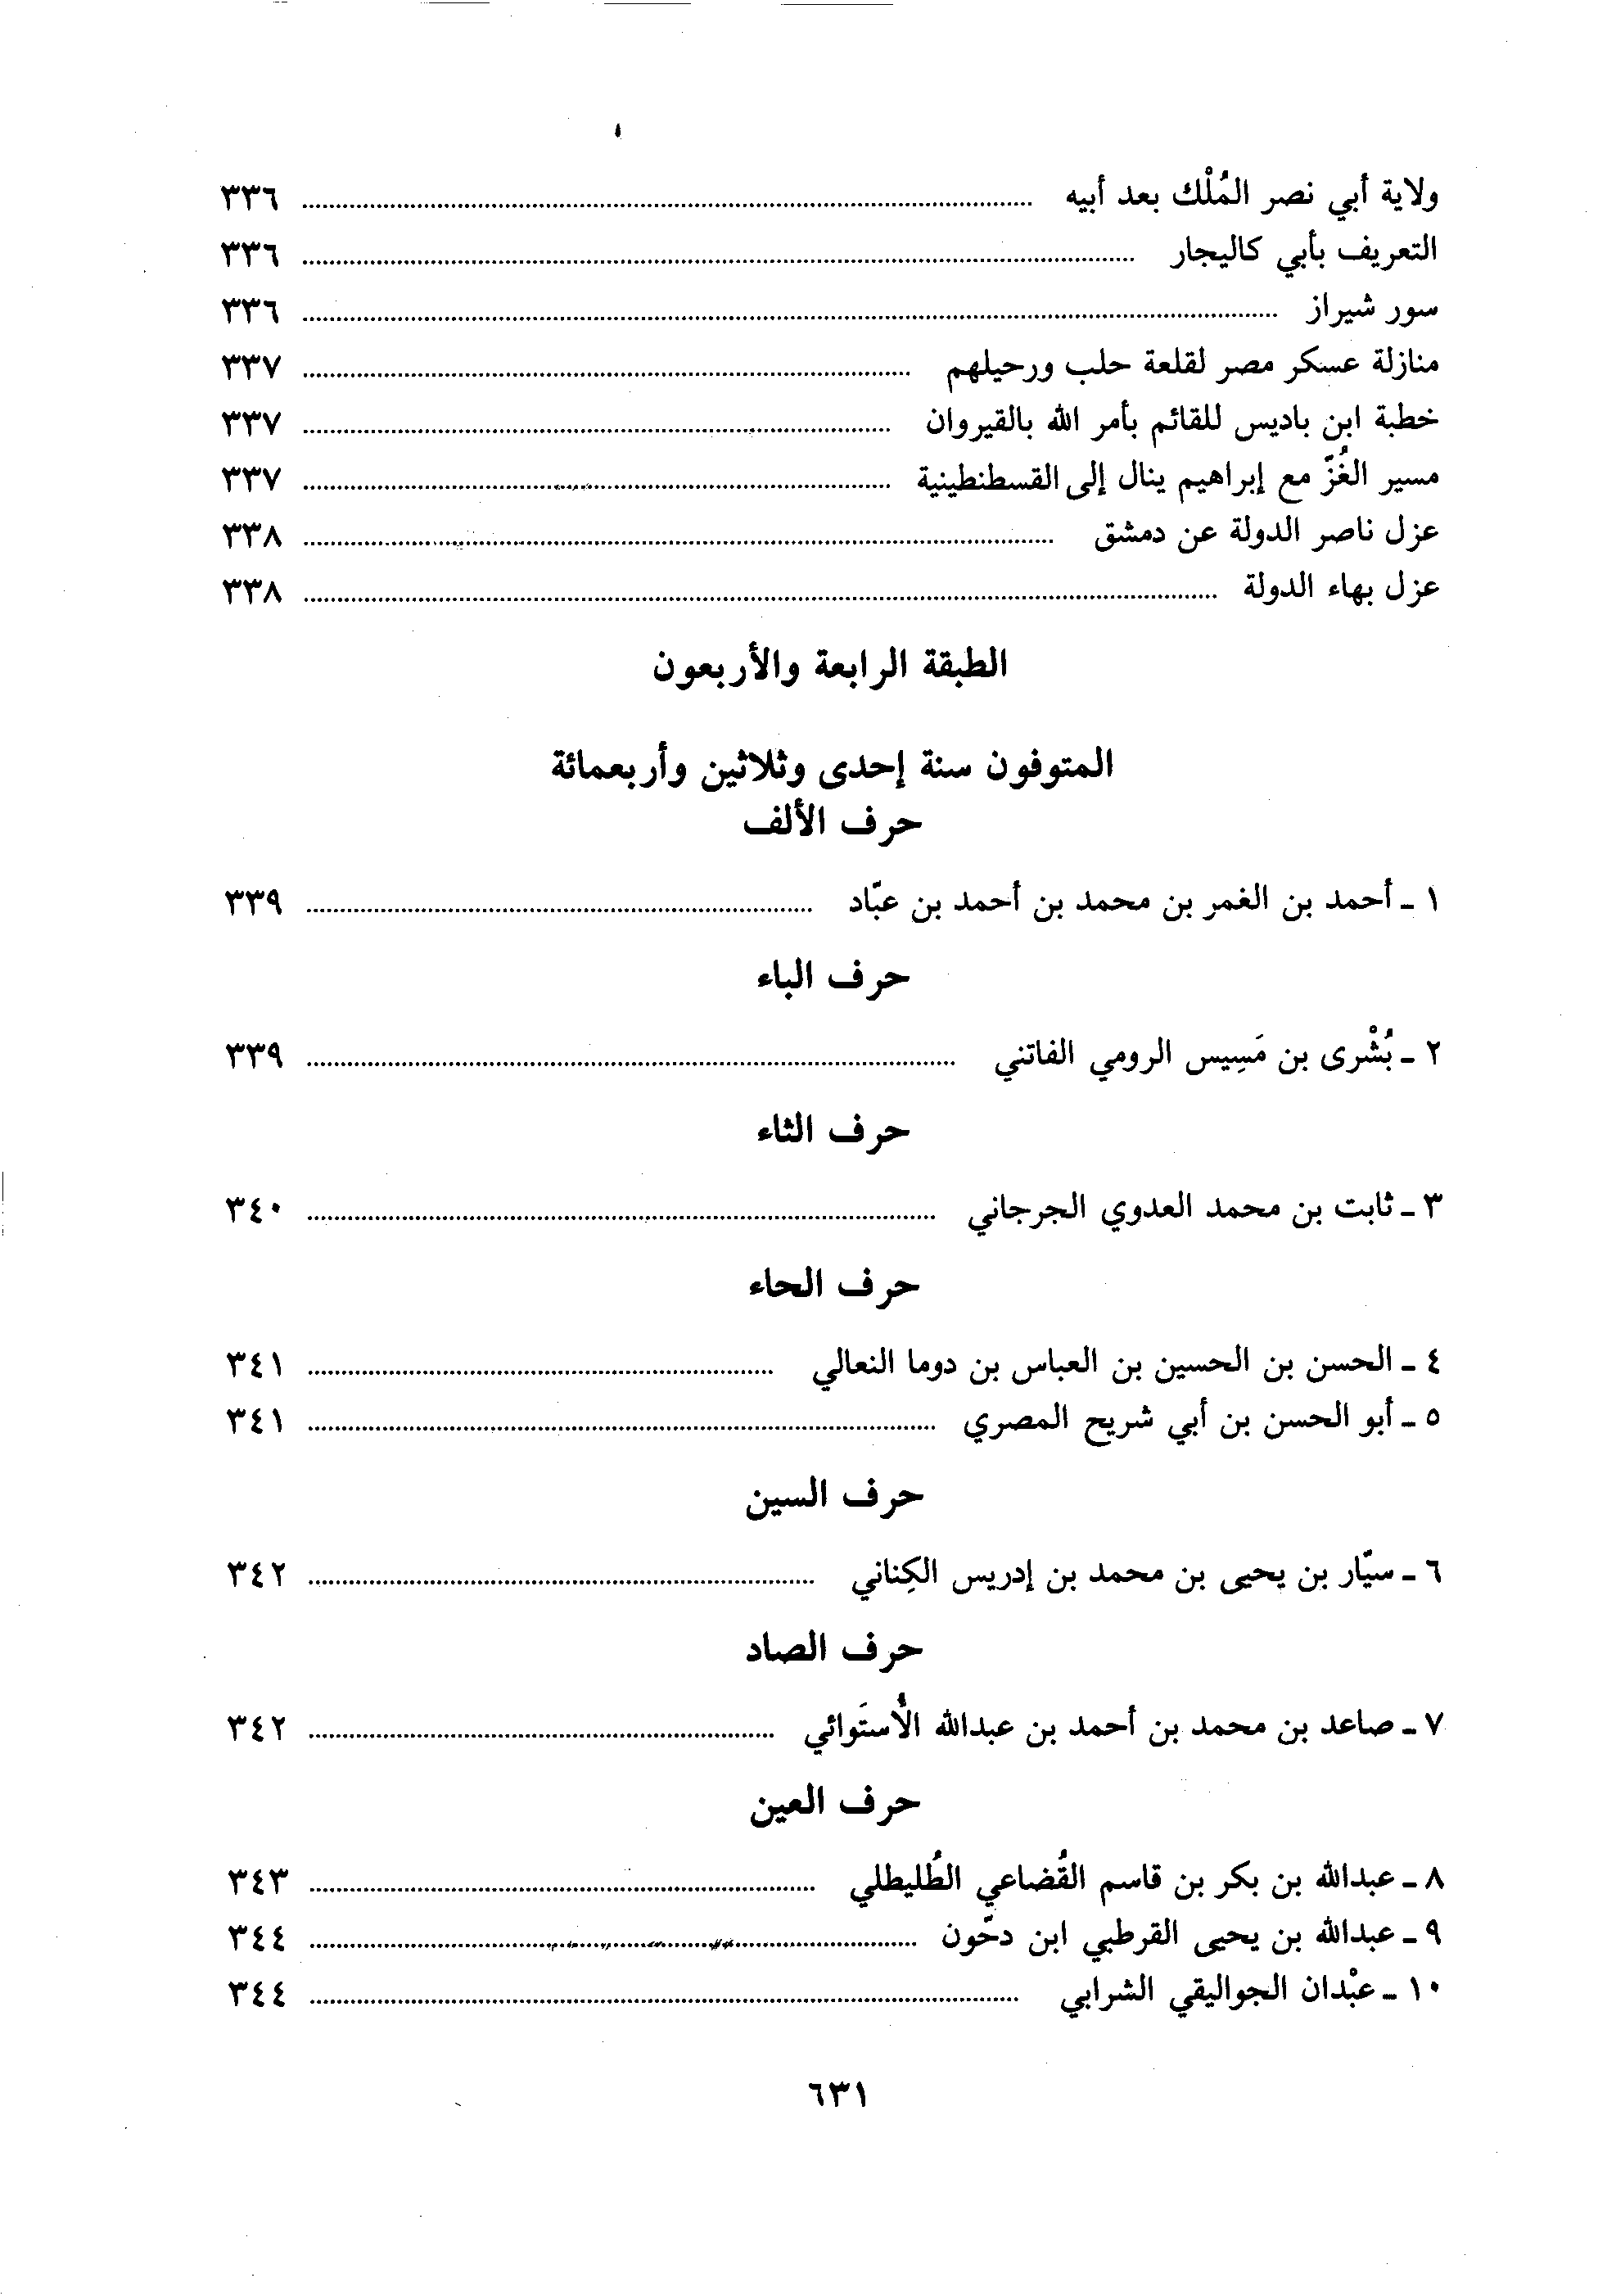 ولاية أبي نصر المُلْك بعد أبيه ........ ٣٣٦
التعريف بأبي كاليجار ........ ٣٣٦
سور شيراز ........ ٣٣٦
منازلة عسكر مصر لقلعة حلب ورحيلهم ........ ٣٣٧
خطبة ابن باديس للقائم بأمر الله بالقيروان ........ ٣٣٧
مسير الغُزّ مع إبراهيم ينال إلى القسطنطينية ........ ٣٣٧
عزل ناصر الدولة عن دمشق ........ ٣٣٨
عزل بهاء الدولة ........ ٣٣٨
الطبقة الرابعة والأربعون
المتوفون سنة إحدى وثلاثين وأربعمائة
حرف الألف
١ ـ أحمد بن الغمر بن محمد بن أحمد بن عبّاد ........ ٣٣٩
حرف الباء
٢ ـ بُشْرى بن مَسِيس الرومي الفاتني ........ ٣٣٩
حرف الثاء
٣ ـ ثابت بن محمد العدوي الجرجاني ........ ٣٤٠
حرف الحاء
٤ ـ الحسن بن الحسين بن العباس بن دوما النعالي ........ ٣٤١
٥ ـ أبو الحسن بن أبي شريح المصري ........ ٣٤١
حرف السين
٦ ـ سيّار بن يحيى بن محمد بن إدريس الكِناني ........ ٣٤٢
حرف الصاد
٧ ـ صاعد بن محمد بن أحمد بن عبدالله الأُستَوائي ........ ٣٤٢
حرف العين
٨ ـ عبدالله بن بكر بن قاسم القُضاعي الطُليطلي ........ ٣٤٣
٩ ـ عبدالله بن يحيى القرطبي ابن دحّون ........ ٣٤٤
١٠ ـ عبْدان الجواليقي الشرابي ........ ٣٤٤
٦٣١